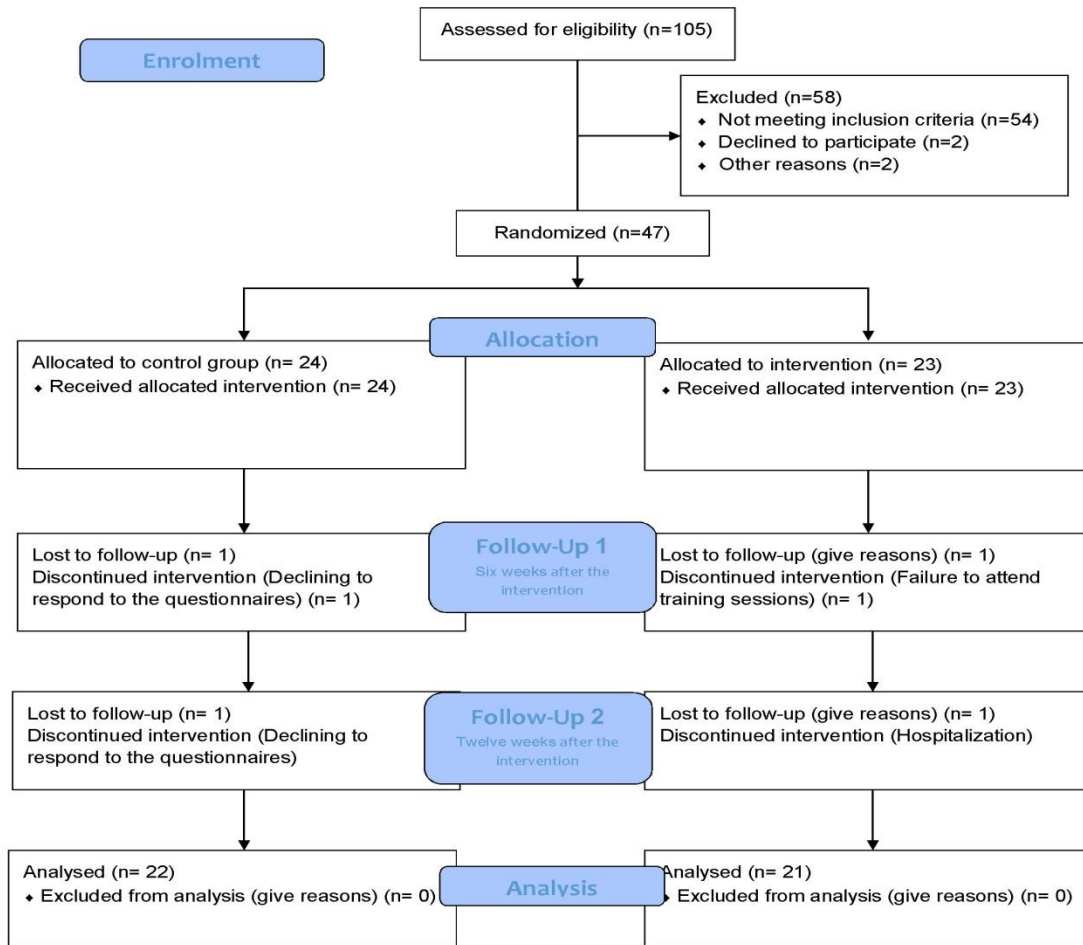 Assessed for eligibility (n=105)
Enrolment
Excluded (n=58)
◆ Not meeting inclusion criteria (n=54)
◆ Declined to participate (n=2)
◆ Other reasons (n=2)
Randomized (n=47)
Allocation
Allocated to control group (n= 24)
◆ Received allocated intervention (n= 24)
Allocated to intervention (n= 23)
◆ Received allocated intervention (n= 23)
Follow-Up 1
Six weeks after the
intervention
Lost to follow-up (n= 1)
Discontinued intervention (Declining to
respond to the questionnaires) (n= 1)
Lost to follow-up (give reasons) (n= 1)
Discontinued intervention (Failure to attend
training sessions) (n= 1)
Follow-Up 2
Twelve weeks after the
intervention
Lost to follow-up (n= 1)
Discontinued intervention (Declining to
respond to the questionnaires)
Lost to follow-up (give reasons) (n= 1)
Discontinued intervention (Hospitalization)
Analysis
Analysed (n= 22)
◆ Excluded from analysis (give reasons) (n= 0)
Analysed (n= 21)
◆ Excluded from analysis (give reasons) (n= 0)